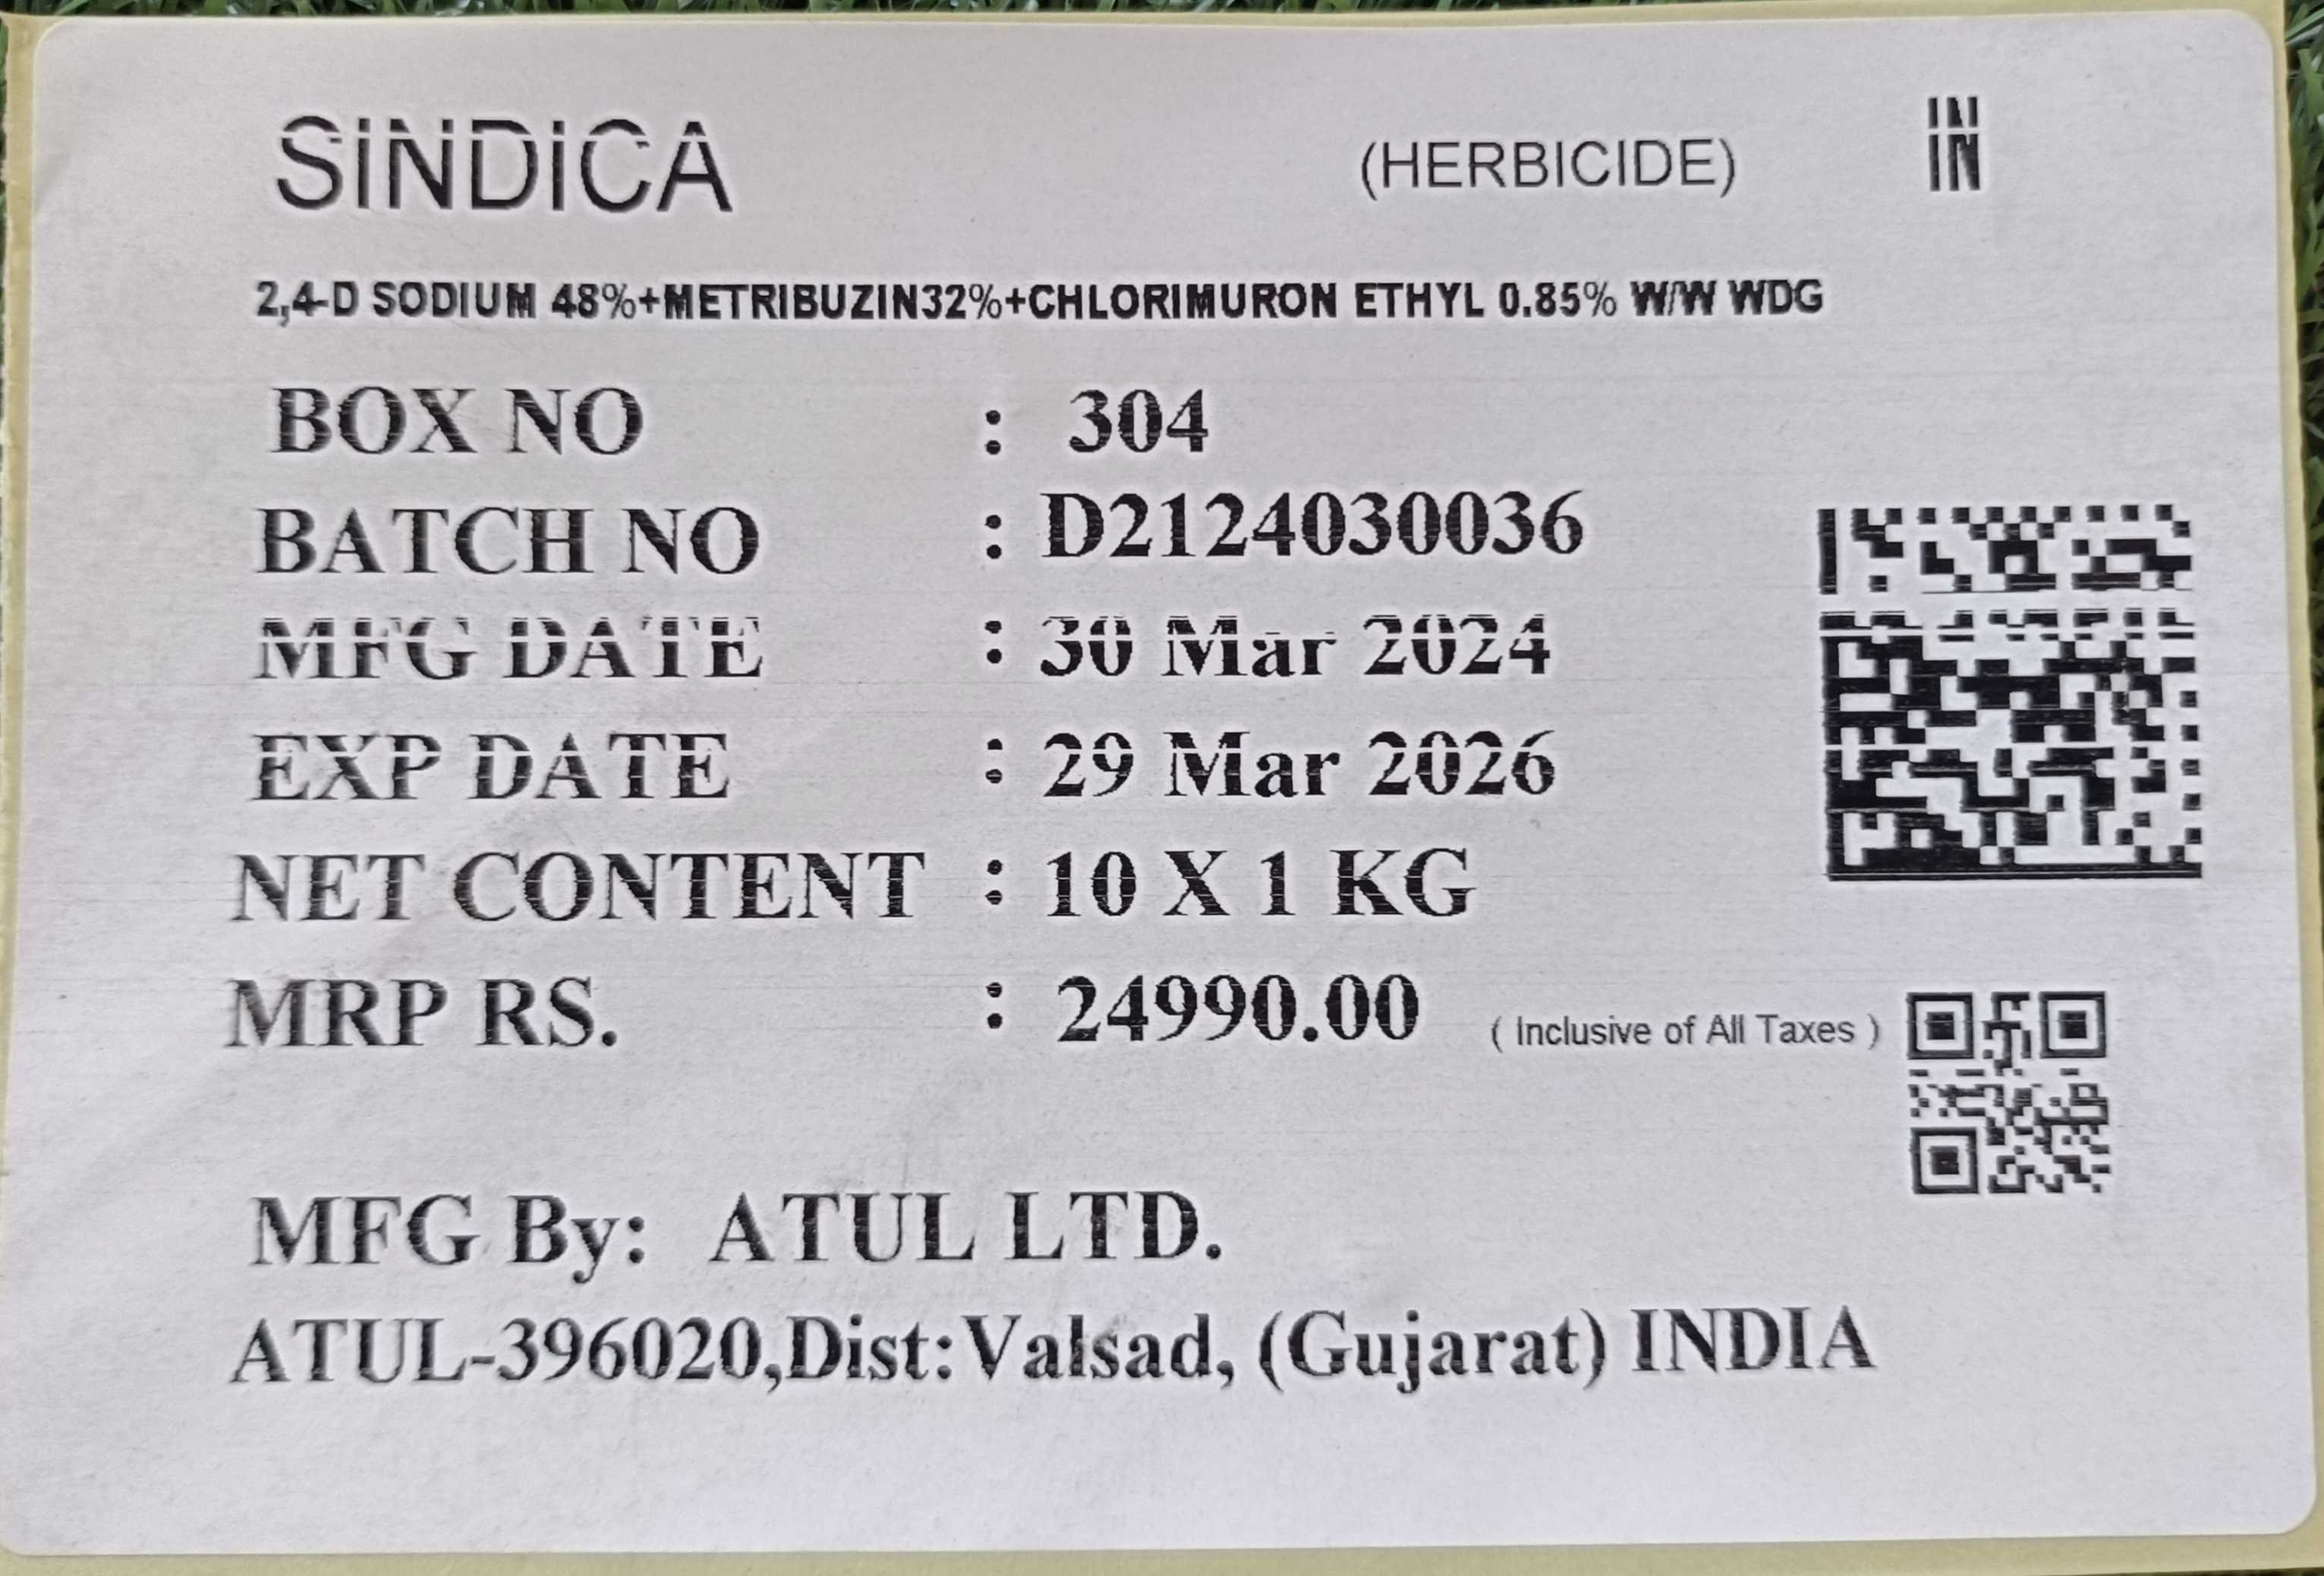 SiNDiCA (HERBICIDE) IN
2,4-D SODIUM 48%+METRIBUZIN32%+CHLORIMURON ETHYL 0.85% W/W WDG
BOX NO : 304
BATCH NO : D2124030036
MFG DATE : 30 Mar 2024
EXP DATE : 29 Mar 2026
NET CONTENT : 10 X 1 KG
MRP RS. : 24990.00 ( Inclusive of All Taxes )
MFG By: ATUL LTD.
ATUL-396020,Dist:Valsad, (Gujarat) INDIA